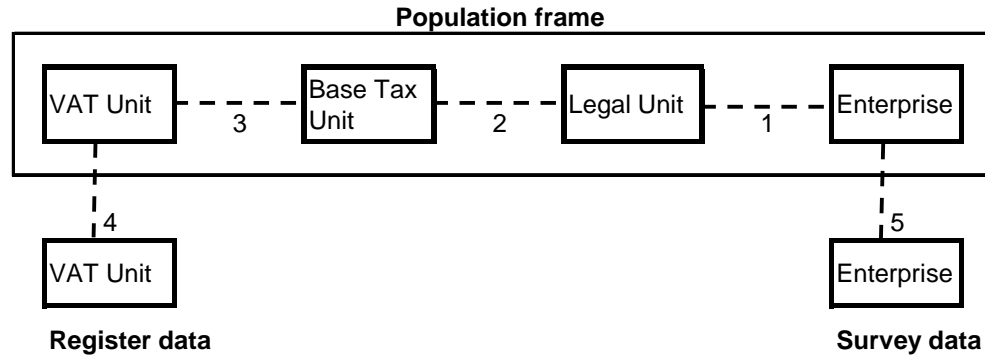 Population frame
VAT Unit
Base Tax
Unit
Legal Unit
Enterprise
3
2
1
4
5
VAT Unit
Enterprise
Register data
Survey data